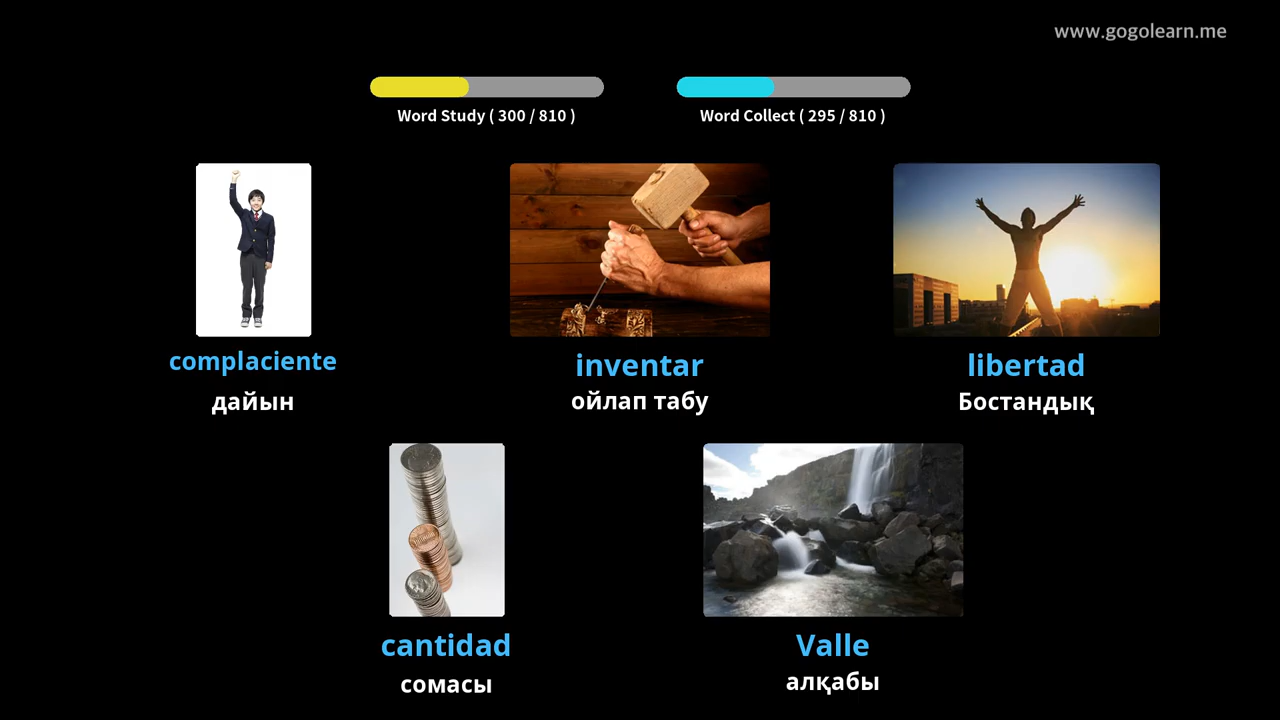 www.gogolearn.me
Word Study ( 300 / 810 )
Word Collect ( 295 / 810 )
complaciente
дайын
inventar
ойлап табу
libertad
Бостандық
cantidad
сомасы
Valle
алқабы